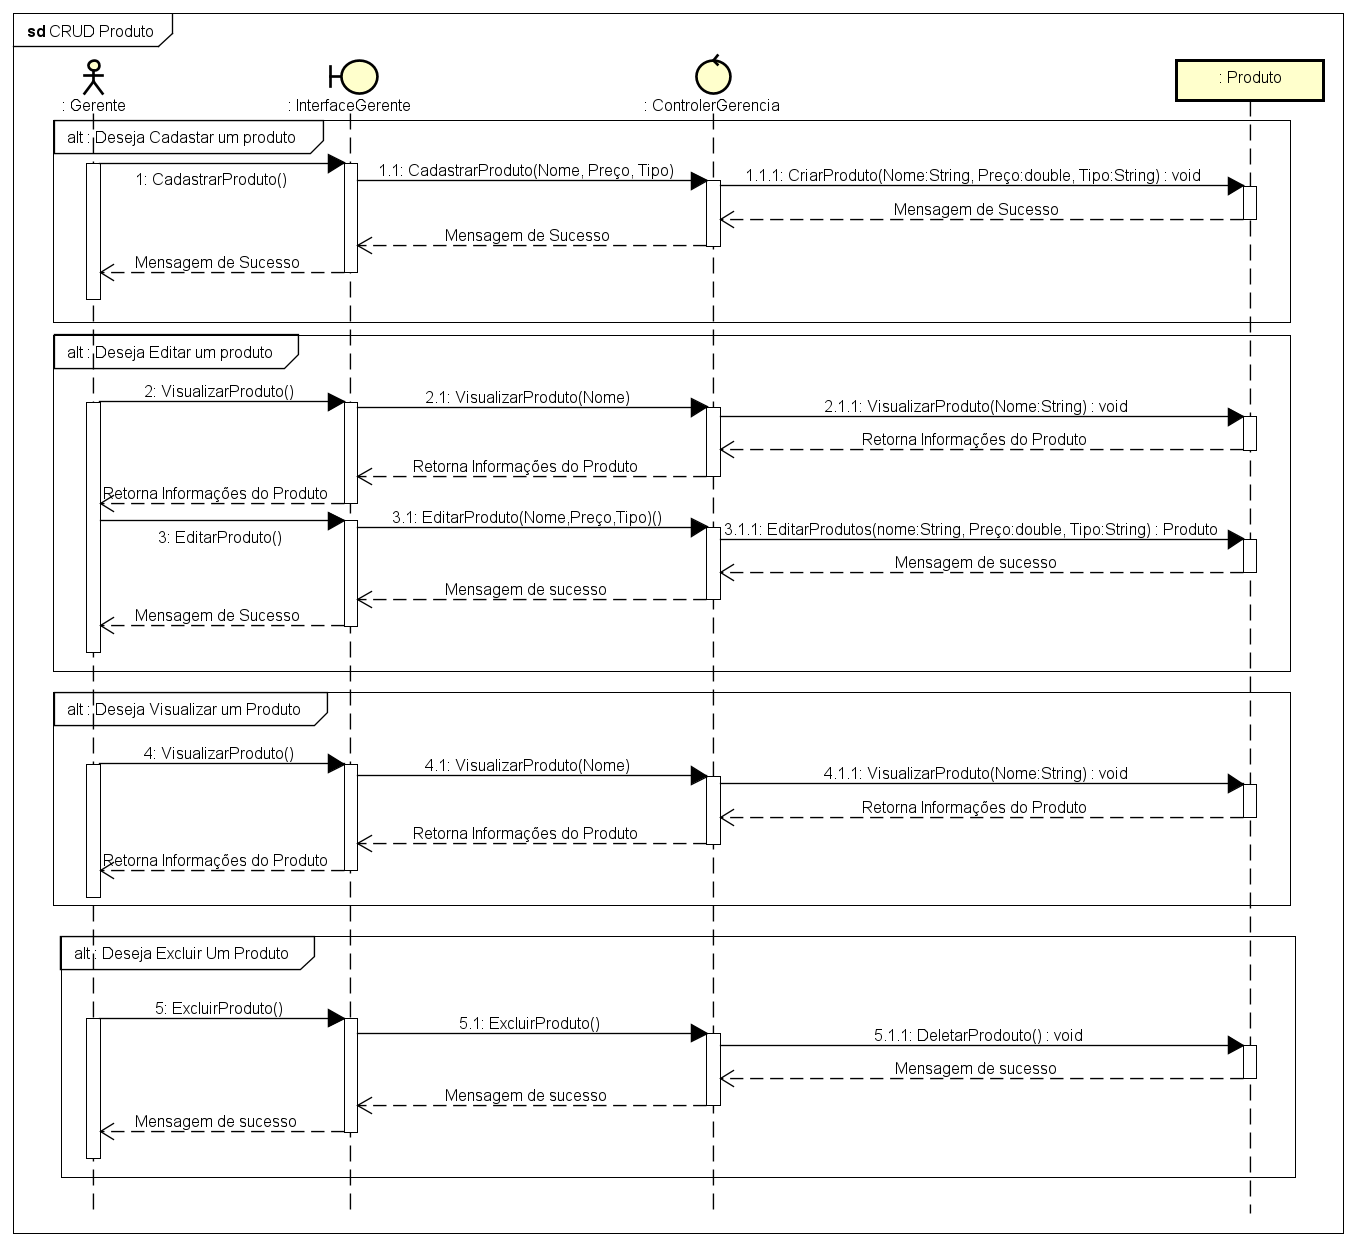 sd CRUD Produto
: Gerente
: InterfaceGerente
: ControlerGerencia
: Produto
alt : Deseja Cadastar um produto
1: CadastrarProduto()
1.1: CadastrarProduto(Nome, Preço, Tipo)
1.1.1: CriarProduto(Nome:String, Preço:double, Tipo:String) : void
Mensagem de Sucesso
Mensagem de Sucesso
Mensagem de Sucesso
alt : Deseja Editar um produto
2: VisualizarProduto()
2.1: VisualizarProduto(Nome)
2.1.1: VisualizarProduto(Nome:String) : void
Retorna Informações do Produto
Retorna Informações do Produto
Retorna Informações do Produto
3: EditarProduto()
3.1: EditarProduto(Nome,Preço,Tipo)()
3.1.1: EditarProdutos(nome:String, Preço:double, Tipo:String) : Produto
Mensagem de sucesso
Mensagem de sucesso
Mensagem de Sucesso
alt : Deseja Visualizar um Produto
4: VisualizarProduto()
4.1: VisualizarProduto(Nome)
4.1.1: VisualizarProduto(Nome:String) : void
Retorna Informações do Produto
Retorna Informações do Produto
Retorna Informações do Produto
alt : Deseja Excluir Um Produto
5: ExcluirProduto()
5.1: ExcluirProduto()
5.1.1: DeletarProdouto() : void
Mensagem de sucesso
Mensagem de sucesso
Mensagem de sucesso